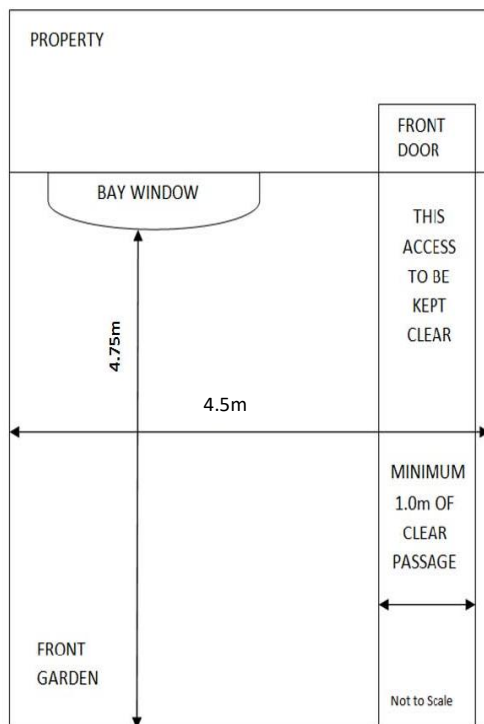 PROPERTY
FRONT
DOOR
BAY WINDOW
THIS
ACCESS
TO BE
KEPT
CLEAR
4.75m
4.5m
MINIMUM
1.0m OF
CLEAR
PASSAGE
FRONT
GARDEN
Not to Scale